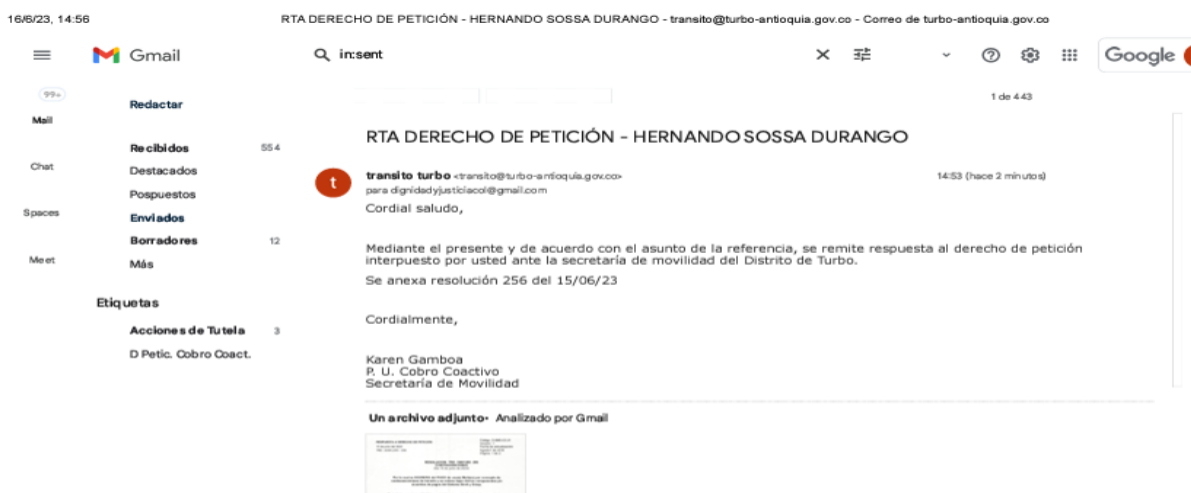 16/6/23, 14:56
RTA DERECHO DE PETICIÓN - HERNANDO SOSSA DURANGO - transito@turbo-antioquia.gov.co - Correo de turbo-antioquia.gov.co
Gmail
in:sent
Google
99+
Mail
Chat
Spaces
Meet
Redactar
Recibidos 554
Destacados
Pospuestos
Enviados
Borradores 12
Más
Etiquetas
Acciones de Tutela 3
D Petic. Cobro Coact.
1 de 443
RTA DERECHO DE PETICIÓN - HERNANDO SOSSA DURANGO
t
transito turbo <transito@turbo-antioquia.gov.co>
14:53 (hace 2 minutos)
para dignidadyjusticiacol@gmail.com
Cordial saludo,
Mediante el presente y de acuerdo con el asunto de la referencia, se remite respuesta al derecho de petición
interpuesto por usted ante la secretaría de movilidad del Distrito de Turbo.
Se anexa resolución 256 del 15/06/23
Cordialmente,
Karen Gamboa
P. U. Cobro Coactivo
Secretaría de Movilidad
Un archivo adjunto• Analizado por Gmail